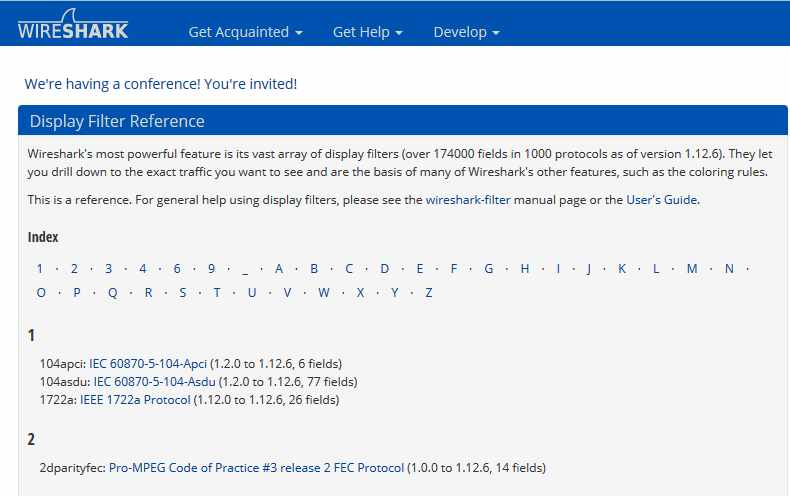 WIRESHARK
Get Acquainted Get Help Develop
We're having a conference! You're invited!
Display Filter Reference
Wireshark's most powerful feature is its vast array of display filters (over 174000 fields in 1000 protocols as of version 1.12.6). They let
you drill down to the exact traffic you want to see and are the basis of many of Wireshark's other features, such as the coloring rules.
This is a reference. For general help using display filters, please see the wireshark-filter manual page or the User's Guide.
Index
1 · 2 · 3 · 4 · 6 · 9 · _ · A · B · C · D · E · F · G · H · I · J · K · L · M · N ·
O · P · Q · R · S · T · U · V · W · X · Y · Z
1
104apci: IEC 60870-5-104-Apci (1.2.0 to 1.12.6, 6 fields)
104asdu: IEC 60870-5-104-Asdu (1.2.0 to 1.12.6, 77 fields)
1722a: IEEE 1722a Protocol (1.12.0 to 1.12.6, 26 fields)
2
2dparityfec: Pro-MPEG Code of Practice #3 release 2 FEC Protocol (1.0.0 to 1.12.6, 14 fields)